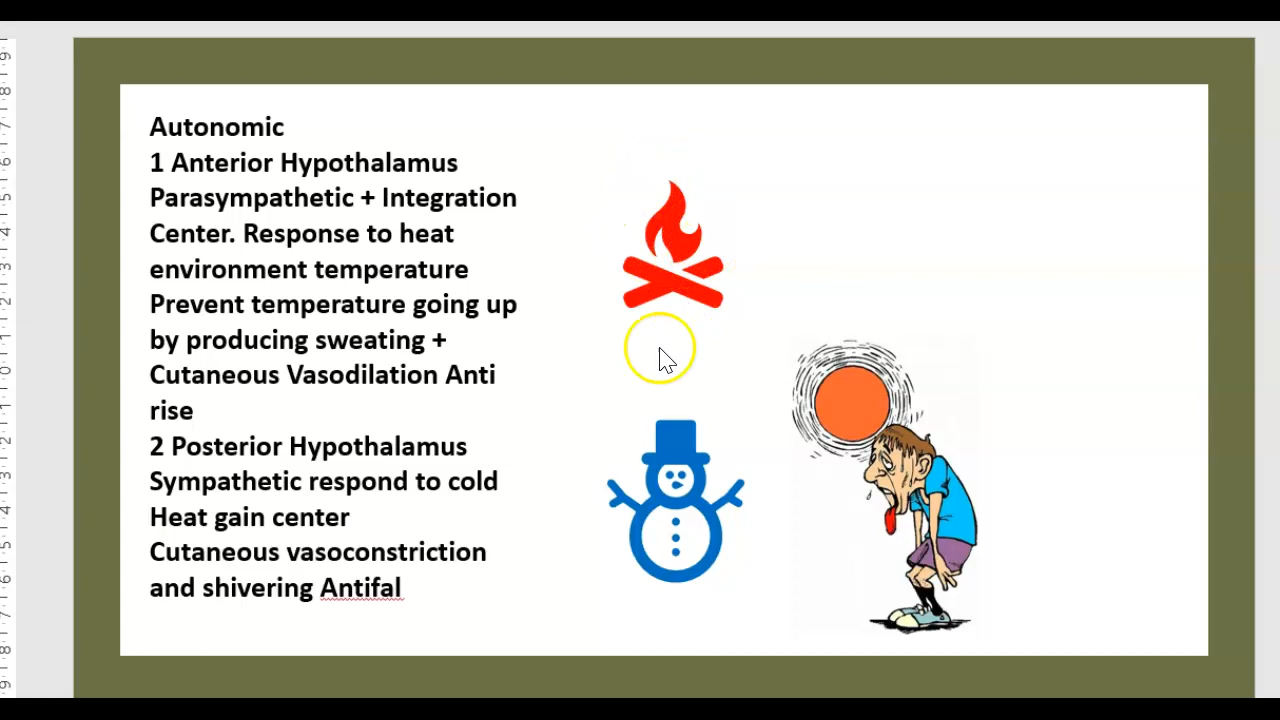 Autonomic
1 Anterior Hypothalamus
Parasympathetic + Integration
Center. Response to heat
environment temperature
Prevent temperature going up
by producing sweating +
Cutaneous Vasodilation Anti
rise
2 Posterior Hypothalamus
Sympathetic respond to cold
Heat gain center
Cutaneous vasoconstriction
and shivering Antifal